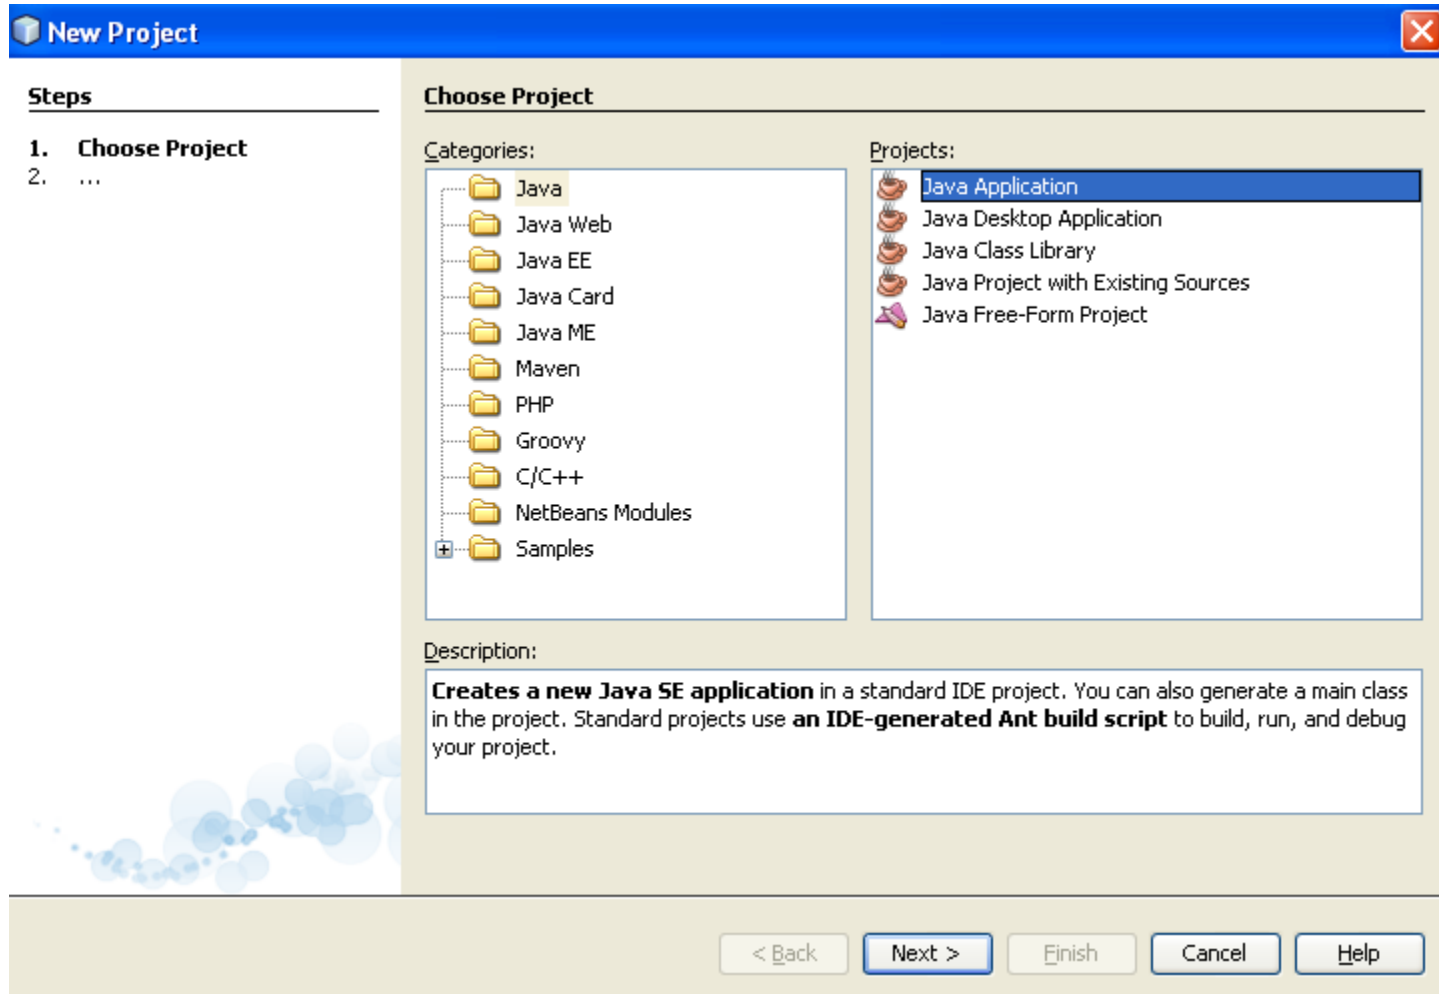 New Project
Steps
1. Choose Project
2. ...
Choose Project
Categories:
Java
Java Web
Java EE
Java Card
Java ME
Maven
PHP
Groovy
C/C++
NetBeans Modules
Samples
Projects:
Java Application
Java Desktop Application
Java Class Library
Java Project with Existing Sources
Java Free-Form Project
Description:
Creates a new Java SE application in a standard IDE project. You can also generate a main class
in the project. Standard projects use an IDE-generated Ant build script to build, run, and debug
your project.
< Back
Next >
Finish
Cancel
Help